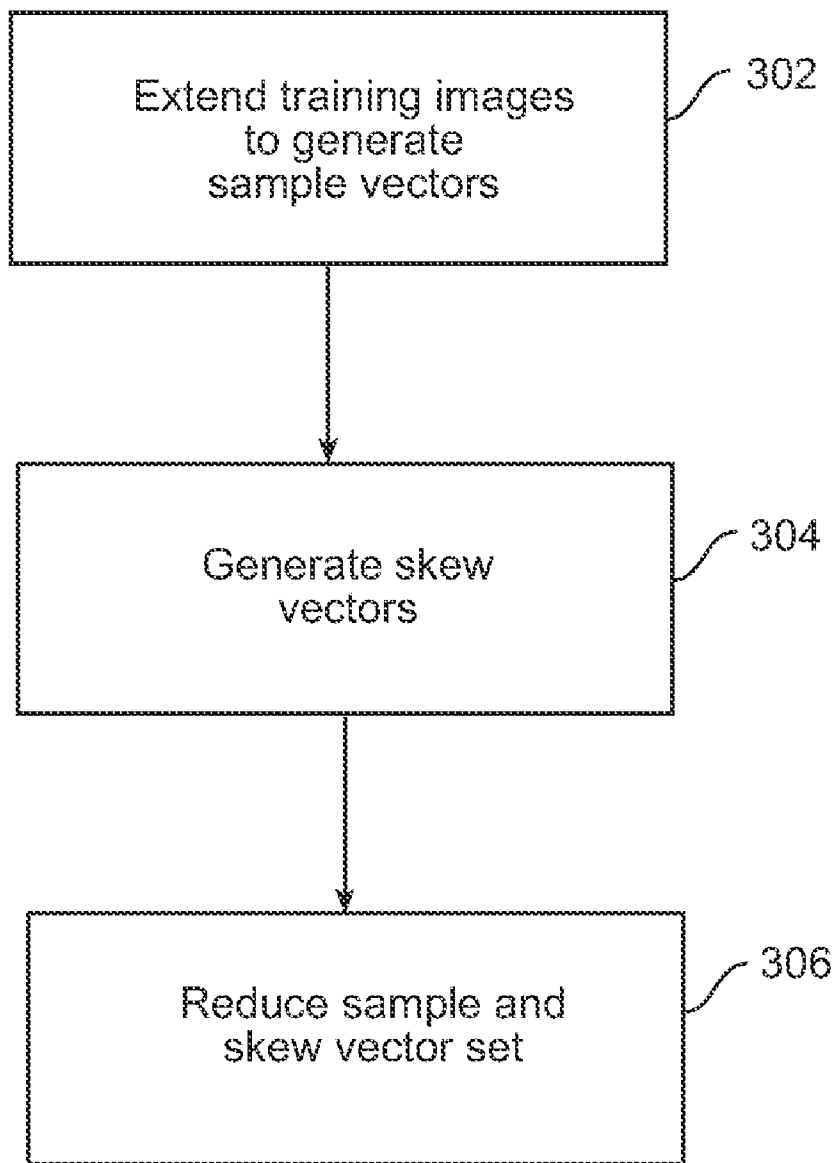 Extend training images
to generate
sample vectors
302
Generate skew
vectors
304
Reduce sample and
skew vector set
306